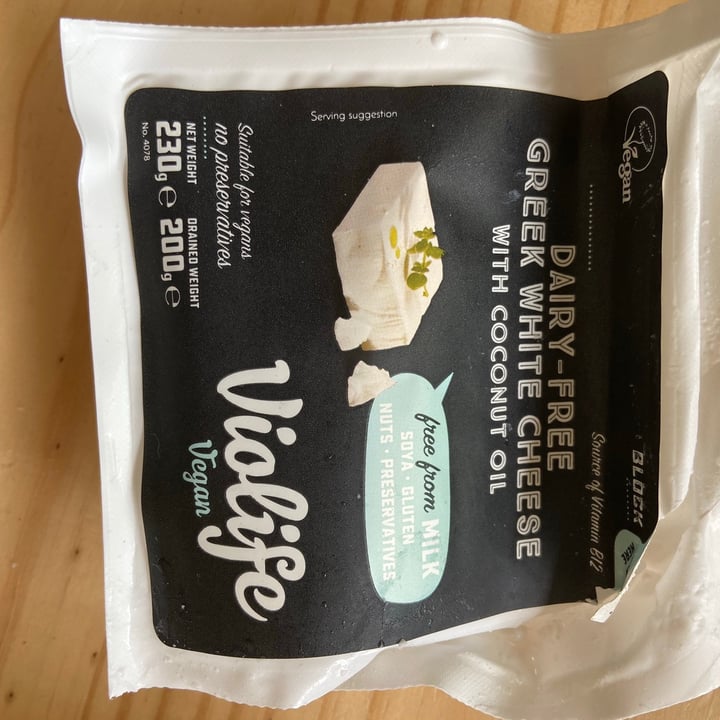 Vegan
BLOCK
HERE
Source of Vitamin B12
DAIRY-FREE
GREEK WHITE CHEESE
WITH COCONUT OIL
free from MILK
SOYA · GLUTEN
NUTS · PRESERVATIVES
Serving suggestion
Violife
Vegan
Suitable for vegans
no preservatives
NET WEIGHT
230g e
DRAINED WEIGHT
200g e
No. 4078